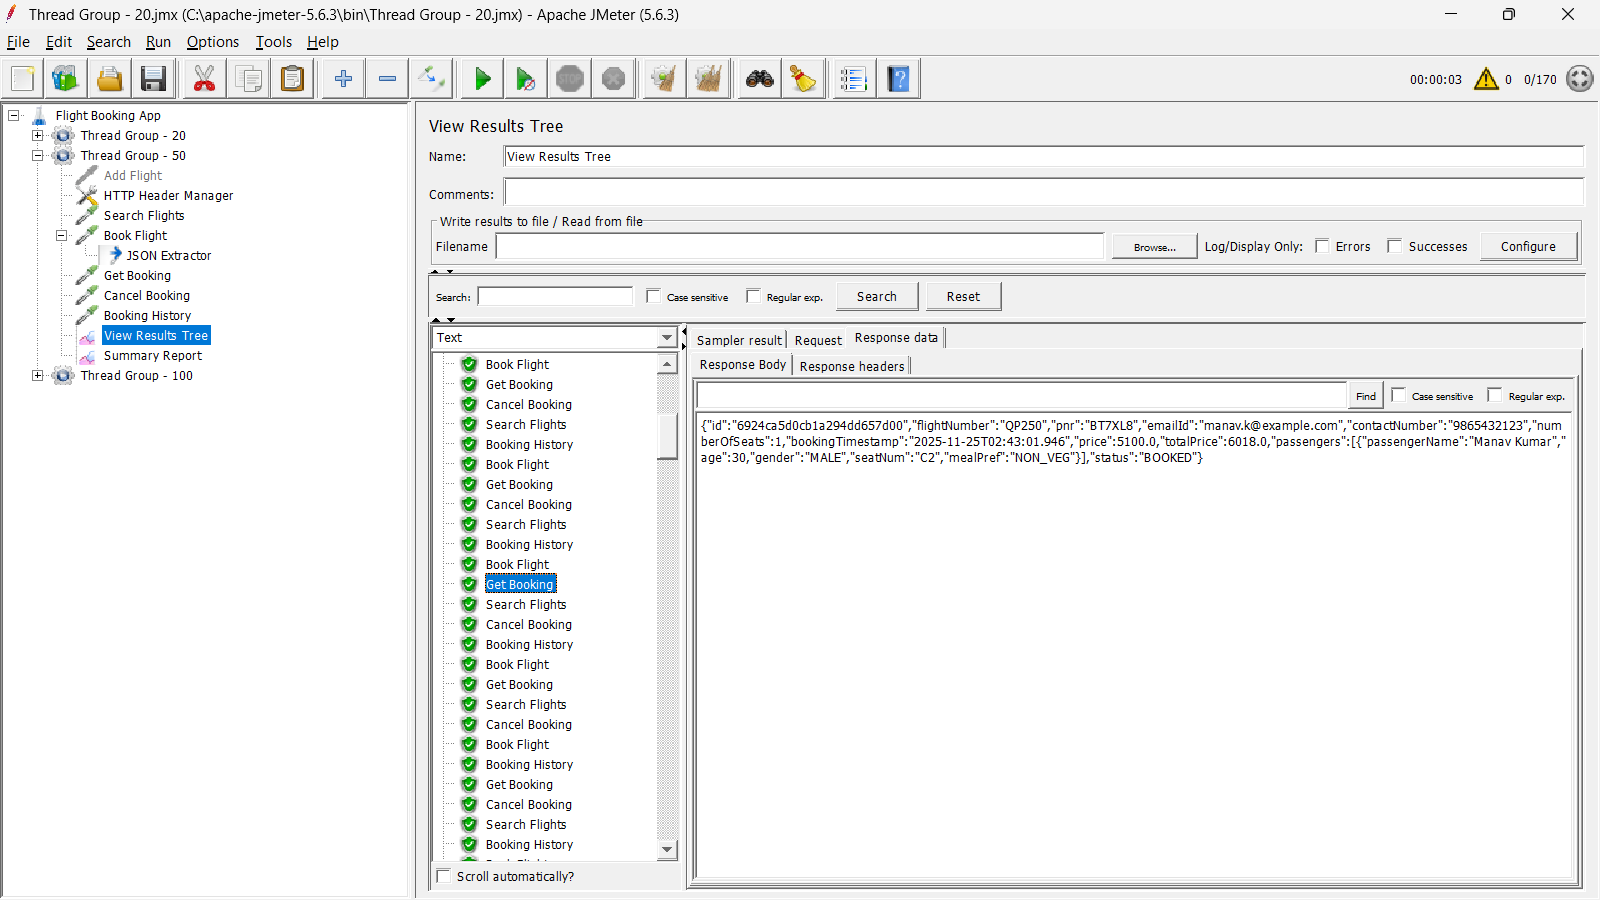 Thread Group - 20.jmx (C:\apache-jmeter-5.6.3\bin\Thread Group - 20.jmx) - Apache JMeter (5.6.3)
File Edit Search Run Options Tools Help
STOP
00:00:03 0 0/170
Flight Booking App
Thread Group - 20
Thread Group - 50
Add Flight
HTTP Header Manager
Search Flights
Book Flight
JSON Extractor
Get Booking
Cancel Booking
Booking History
View Results Tree
Summary Report
Thread Group - 100
View Results Tree
Name: View Results Tree
Comments:
Write results to file / Read from file
Filename Browse... Log/Display Only: Errors Successes Configure
Search: Case sensitive Regular exp. Search Reset
Text
Book Flight
Get Booking
Cancel Booking
Search Flights
Booking History
Book Flight
Get Booking
Cancel Booking
Search Flights
Booking History
Book Flight
Get Booking
Search Flights
Cancel Booking
Booking History
Book Flight
Get Booking
Search Flights
Cancel Booking
Book Flight
Booking History
Get Booking
Cancel Booking
Search Flights
Booking History
Scroll automatically?
Sampler result Request Response data
Response Body Response headers
Find Case sensitive Regular exp.
{"id":"6924ca5d0cb1a294dd657d00","flightNumber":"QP250","pnr":"BT7XL8","emailId":"manav.k@example.com","contactNumber":"9865432123","num
berOfSeats":1,"bookingTimestamp":"2025-11-25T02:43:01.946","price":5100.0,"totalPrice":6018.0,"passengers":[{"passengerName":"Manav Kumar","
age":30,"gender":"MALE","seatNum":"C2","mealPref":"NON_VEG"}],"status":"BOOKED"}